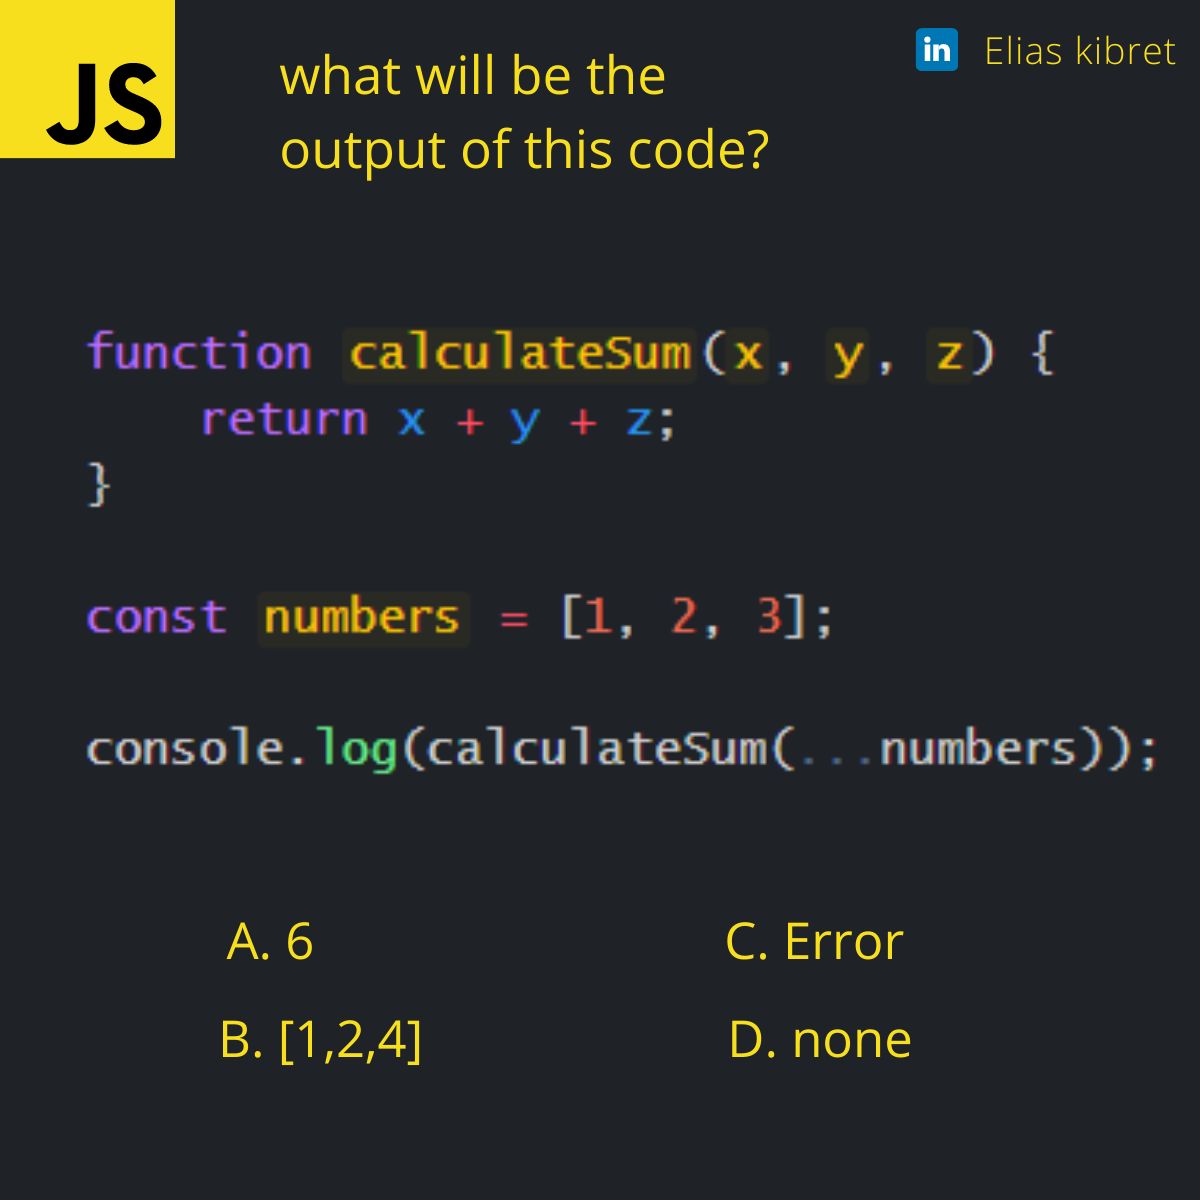 JS
what will be the
output of this code?
in Elias kibret
function calculateSum(x, y, z) {
    return x + y + z;
}
const numbers = [1, 2, 3];
console.log(calculateSum(...numbers));
A. 6
C. Error
B. [1,2,4]
D. none